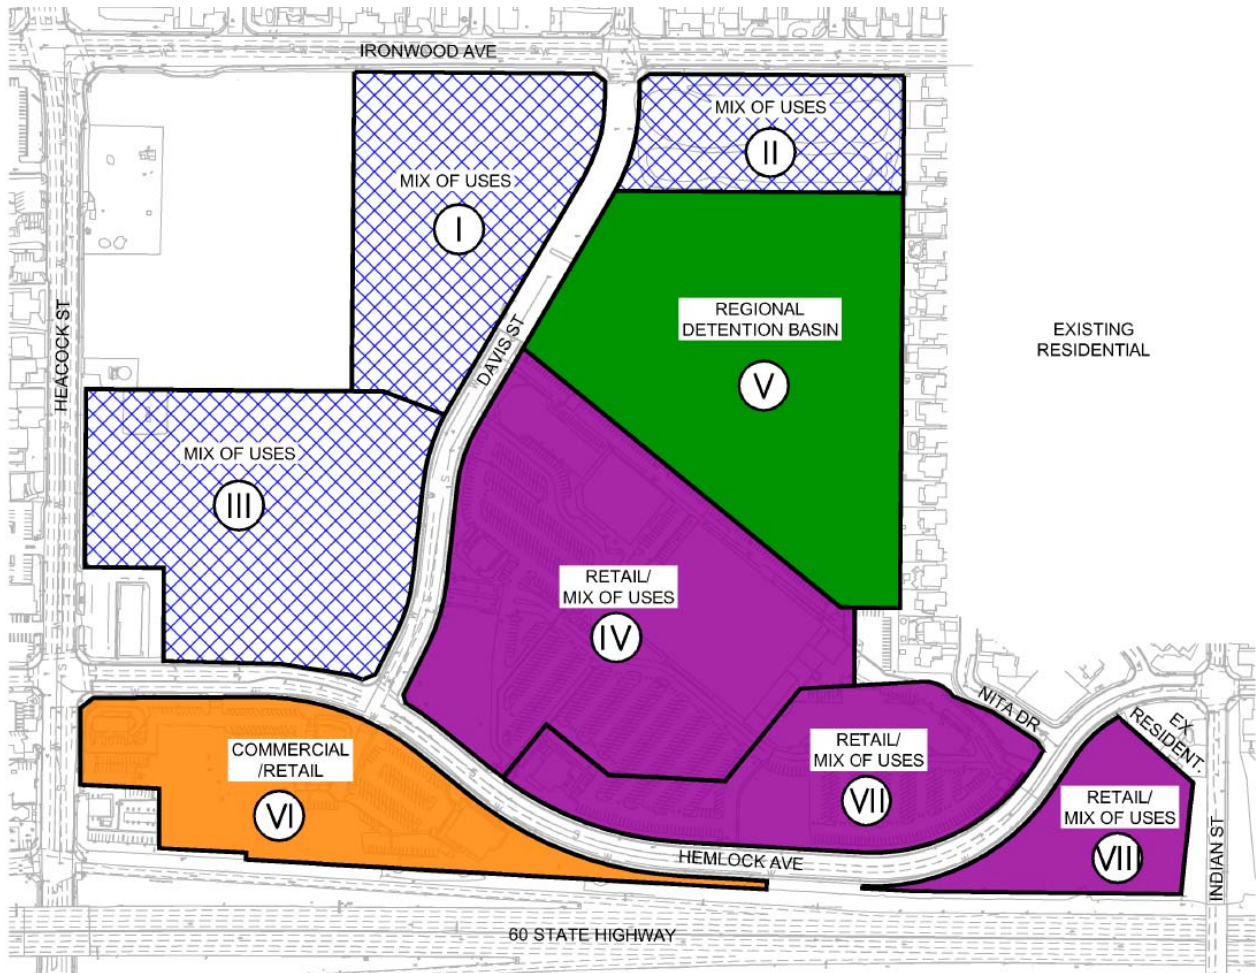 IRONWOOD AVE
MIX OF USES
II
MIX OF USES
I
HEACOCK ST
DAVIS ST
REGIONAL
DETENTION BASIN
V
EXISTING
RESIDENTIAL
MIX OF USES
III
RETAIL/
MIX OF USES
IV
NITA DR
EX
RESIDENT.
COMMERCIAL
/RETAIL
VI
RETAIL/
MIX OF USES
VII
RETAIL/
MIX OF USES
VII
HEMLOCK AVE
INDIAN ST
60 STATE HIGHWAY